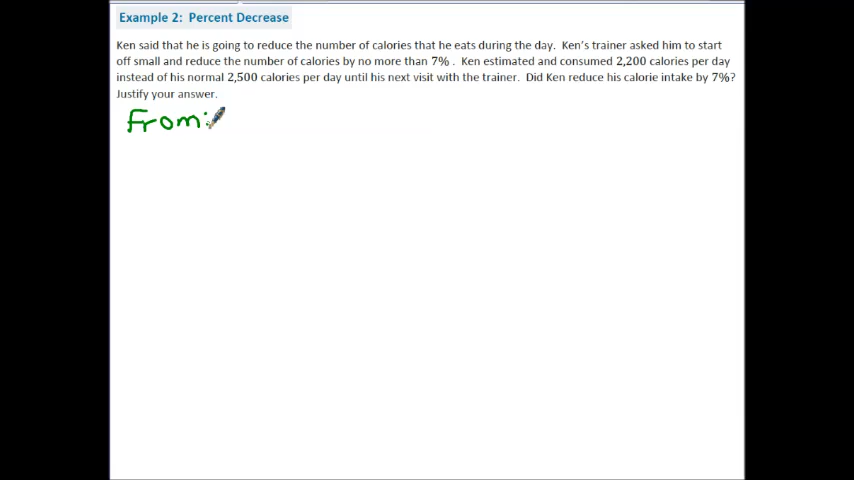 Example 2: Percent Decrease
Ken said that he is going to reduce the number of calories that he eats during the day. Ken's trainer asked him to start
off small and reduce the number of calories by no more than 7% . Ken estimated and consumed 2,200 calories per day
instead of his normal 2,500 calories per day until his next visit with the trainer. Did Ken reduce his calorie intake by 7%?
Justify your answer.
From: